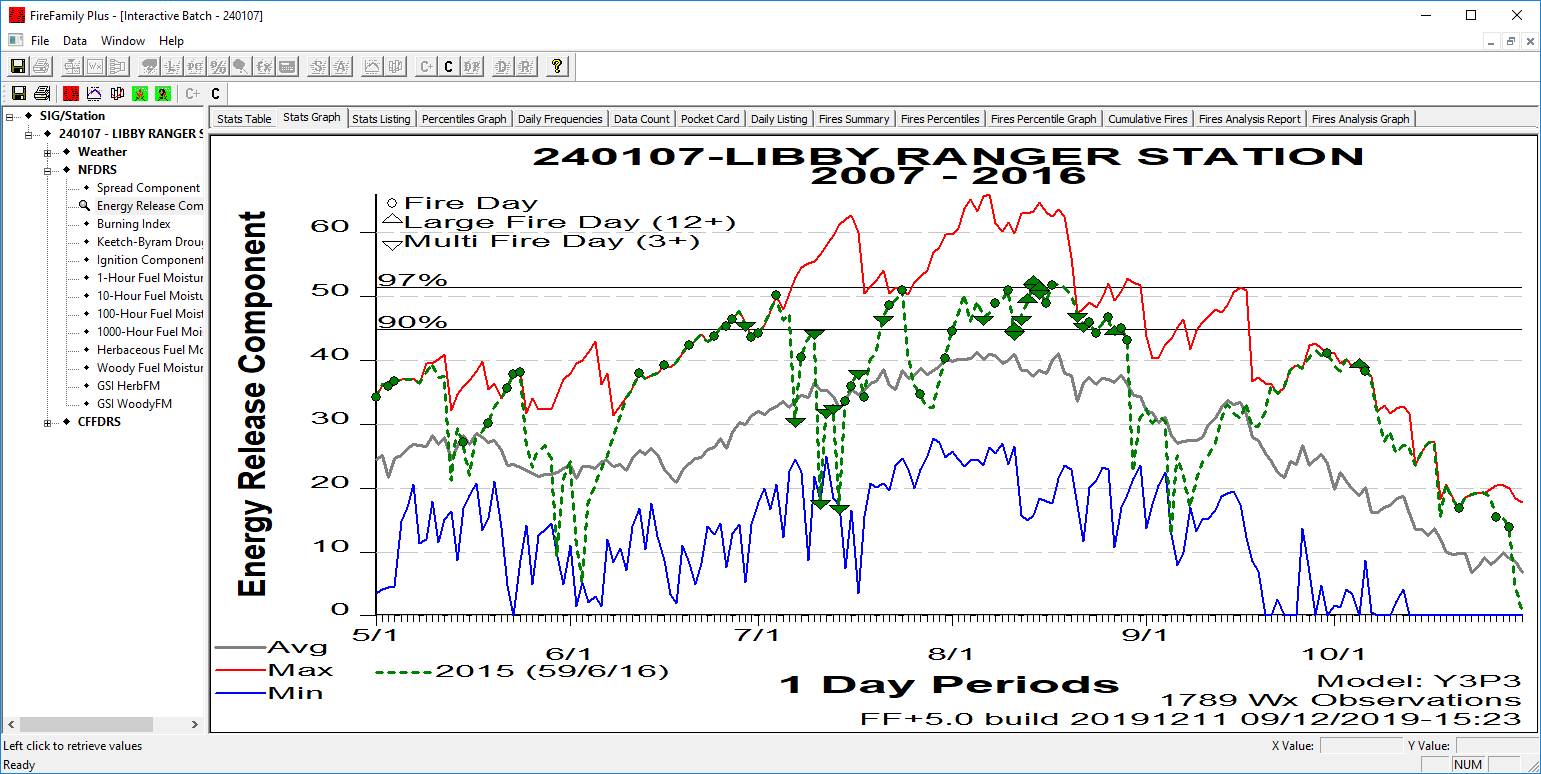 FireFamily Plus - [Interactive Batch - 240107]
File Data Window Help
SIG/Station
240107 - LIBBY RANGER S
Weather
NFDRS
Spread Component
Energy Release Com
Burning Index
Keetch-Byram Drou
Ignition Component
1-Hour Fuel Moistur
10-Hour Fuel Moistu
100-Hour Fuel Moist
1000-Hour Fuel Moi
Herbaceous Fuel Mo
Woody Fuel Moistur
GSI HerbFM
GSI WoodyFM
CFFDRS
Stats Table Stats Graph Stats Listing Percentiles Graph Daily Frequencies Data Count Pocket Card Daily Listing Fires Summary Fires Percentiles Fires Percentile Graph Cumulative Fires Fires Analysis Report Fires Analysis Graph
240107-LIBBY RANGER STATION
2007 - 2016
Fire Day
Large Fire Day (12+)
Multi Fire Day (3+)
97%
90%
Energy Release Component
60
50
40
30
20
10
0
5/1 6/1 7/1 8/1 9/1 10/1
Avg
Max
Min
2015 (59/6/16)
1 Day Periods
Model: Y3P3
1789 Wx Observations
FF+5.0 build 20191211 09/12/2019-15:23
Left click to retrieve values
X Value: Y Value:
Ready
NUM